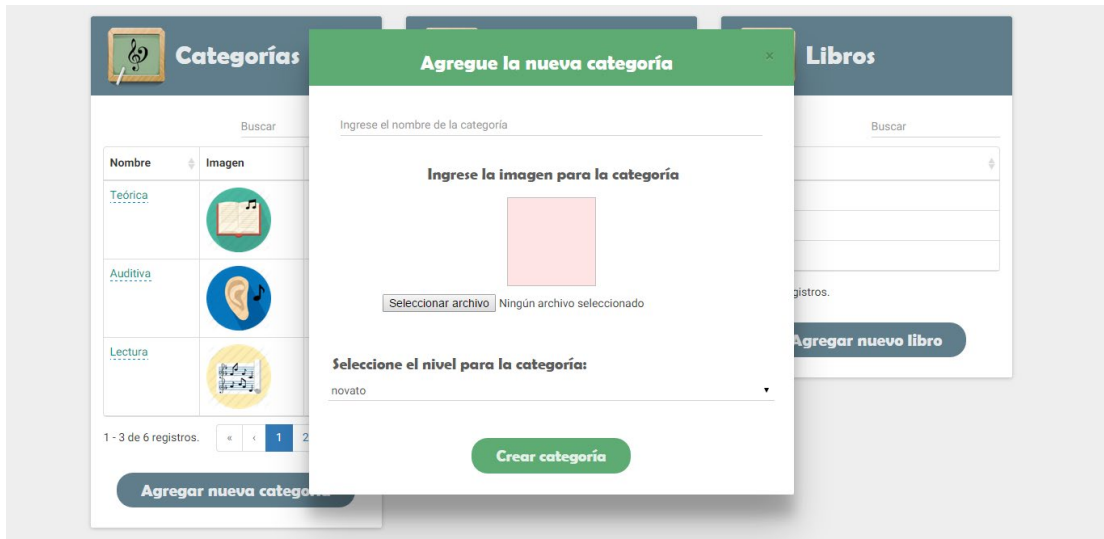 Categorías
Buscar
Nombre Imagen
Teórica
Auditiva
Lectura
1 - 3 de 6 registros. « ‹ 1 2
Agregar nueva
Agregue la nueva categoría ×
Ingrese el nombre de la categoría
Ingrese la imagen para la categoría
Seleccionar archivo Ningún archivo seleccionado
Seleccione el nivel para la categoría:
novato
Crear categoría
Libros
Buscar
Agregar nuevo libro